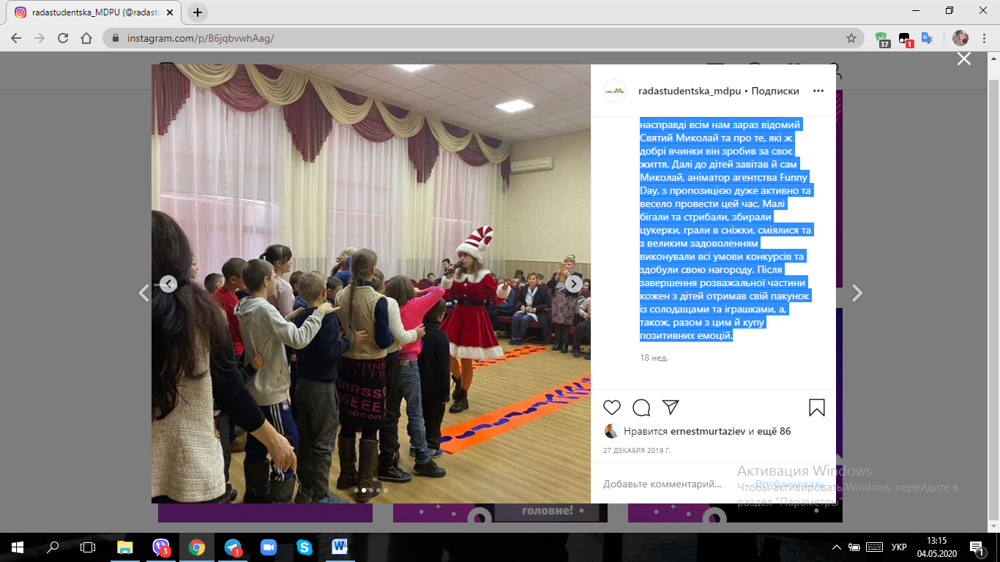 radastudentska_MDPU (@radast
instagram.com/p/B6jqbvwhAag/
37
1
radastudentska_mdpu • Подписки
насправді всім нам зараз відомий
Святий Миколай та про те, які ж
добрі вчинки він зробив за своє
життя. Далі до дітей завітав й сам
Миколай, аніматор агентства Funny
Day, з пропозицією дуже активно та
весело провести цей час. Малі
бігали та стрибали, збирали
цукерки, грали в сніжки, сміялися та
з великим задоволенням
виконували всі умови конкурсів та
здобули свою нагороду. Після
завершення розважальної частини
кожен з дітей отримав свій пакунок
із солодащами та іграшками, а,
також, разом з цим й купу
позитивних емоцій.
18 нед.
Нравится ernestmurtaziev и ещё 86
27 ДЕКАБРЯ 2019 Г.
Добавьте комментарий...
Опубликовать
Активация Windows
Чтобы активировать Windows, перейдите в
раздел "Параметры".
головне!
3
1
УКР
13:15
04.05.2020
1